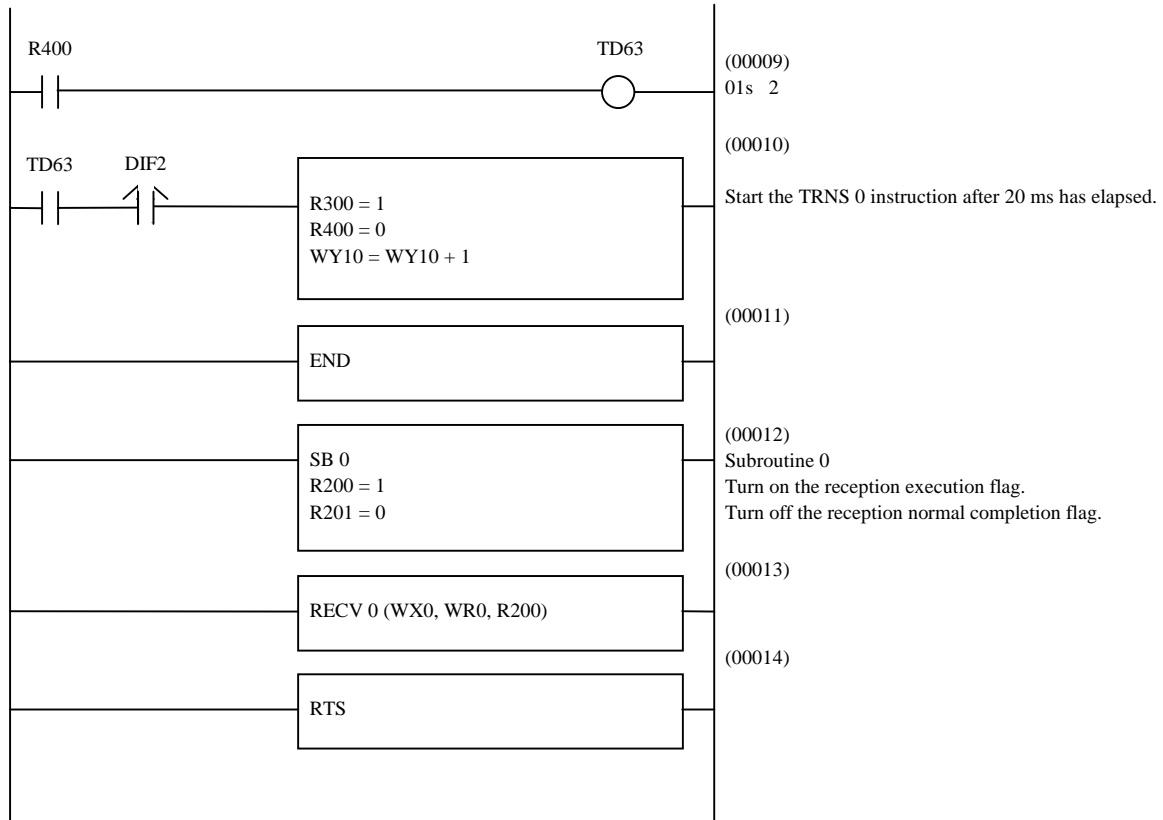 R400
TD63
(00009)
01s 2
(00010)
TD63
DIF2
R300 = 1
R400 = 0
WY10 = WY10 + 1
Start the TRNS 0 instruction after 20 ms has elapsed.
(00011)
END
(00012)
SB 0
R200 = 1
R201 = 0
Subroutine 0
Turn on the reception execution flag.
Turn off the reception normal completion flag.
(00013)
RECV 0 (WX0, WR0, R200)
(00014)
RTS